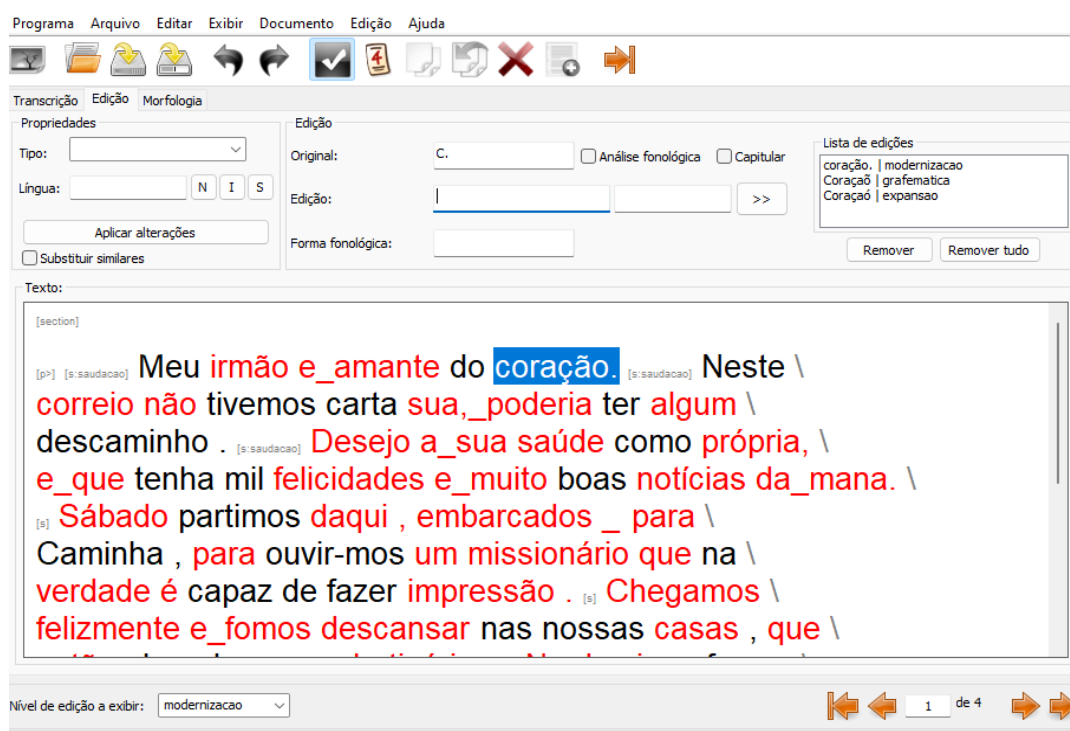 Programa Arquivo Editar Exibir Documento Edição Ajuda
4
Transcrição Edição Morfologia
Propriedades
Tipo:
Língua: N I S
Aplicar alterações
Substituir similares
Edição
Original: C. Análise fonológica Capitular
Edição: >>
Forma fonológica:
Lista de edições
coração. | modernizacao
Coraçaõ | grafematica
Coraçaó | expansao
Remover Remover tudo
Texto:
[section]
[p>] [s:saudacao] Meu irmão e_amante do coração. [s:saudacao] Neste \
correio não tivemos carta sua,_poderia ter algum \
descaminho . [s:saudacao] Desejo a_sua saúde como própria, \
e_que tenha mil felicidades e_muito boas notícias da_mana. \
[s] Sábado partimos daqui , embarcados _ para \
Caminha , para ouvir-mos um missionário que na \
verdade é capaz de fazer impressão . [s] Chegamos \
felizmente e_fomos descansar nas nossas casas , que \
Nível de edição a exibir: modernizacao
1 de 4